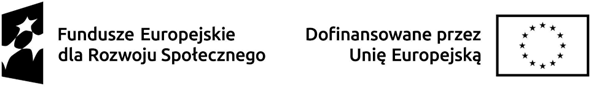 Fundusze Europejskie
dla Rozwoju Społecznego
Dofinansowane przez
Unię Europejską